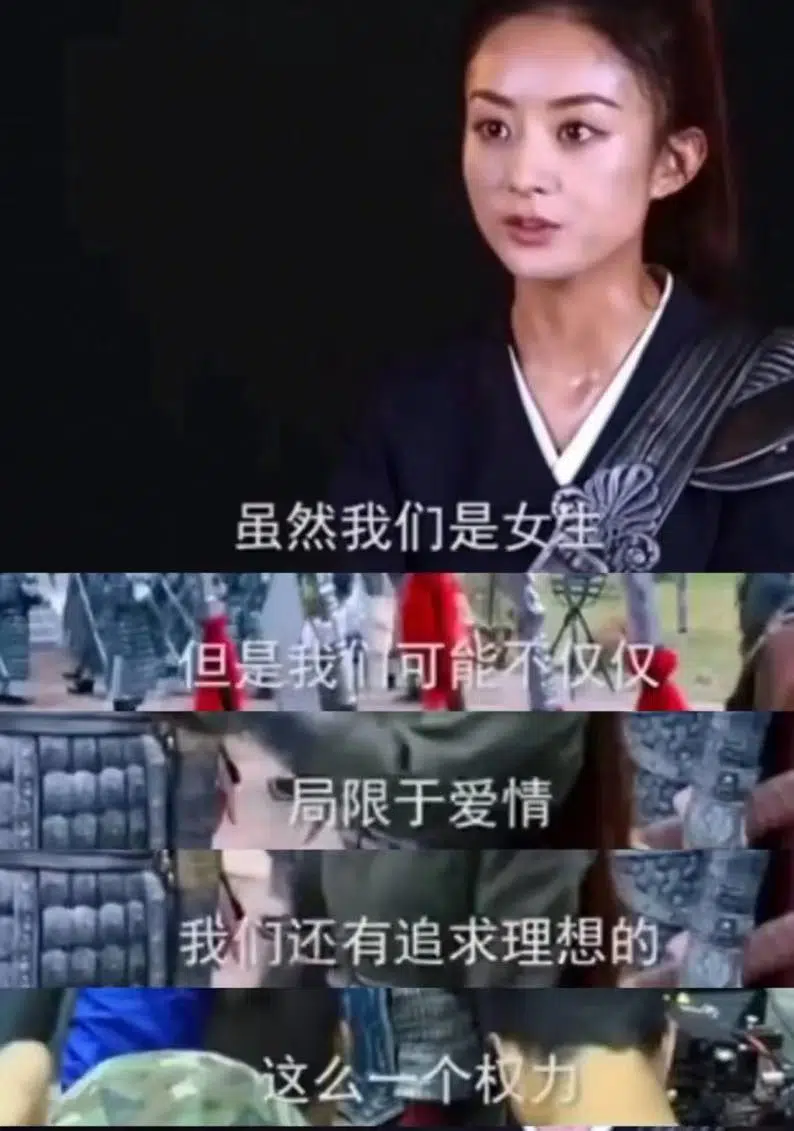 虽然我们是女生
但是我们可能不仅仅
局限于爱情
我们还有追求理想的
这么一个权力